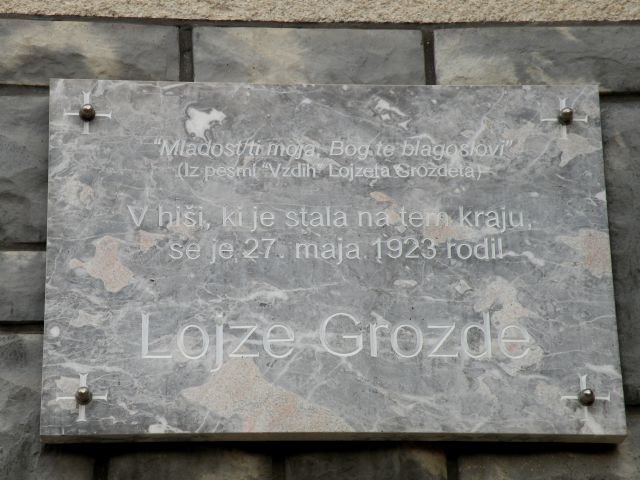 "Mladost ti moja, Bog te blagoslovi"
(Iz pesmi "Vzdih" Lojzeta Grozdeta)
V hiši, ki je stala na tem kraju,
se je 27. maja 1923 rodil
Lojze Grozde